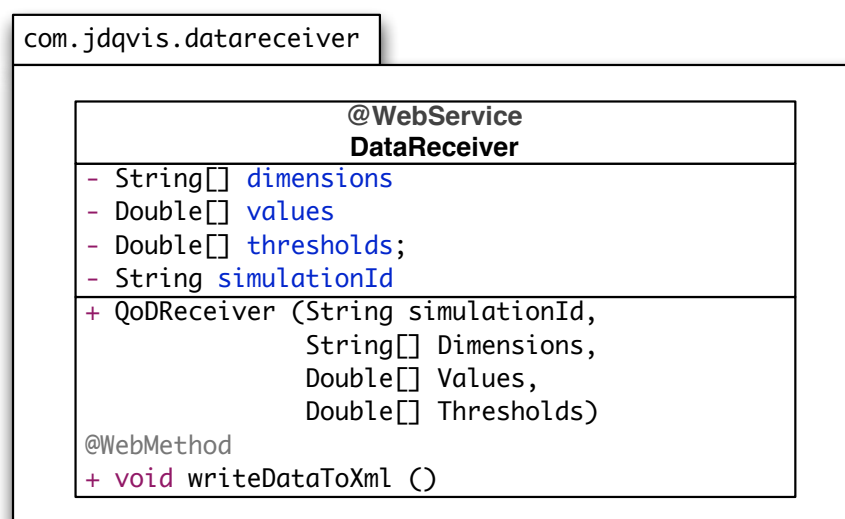 com.jdqvis.datareceiver
@WebService
DataReceiver
- String[] dimensions
- Double[] values
- Double[] thresholds;
- String simulationId
+ QoDReceiver (String simulationId,
String[] Dimensions,
Double[] Values,
Double[] Thresholds)
@WebMethod
+ void writeDataToXml ()